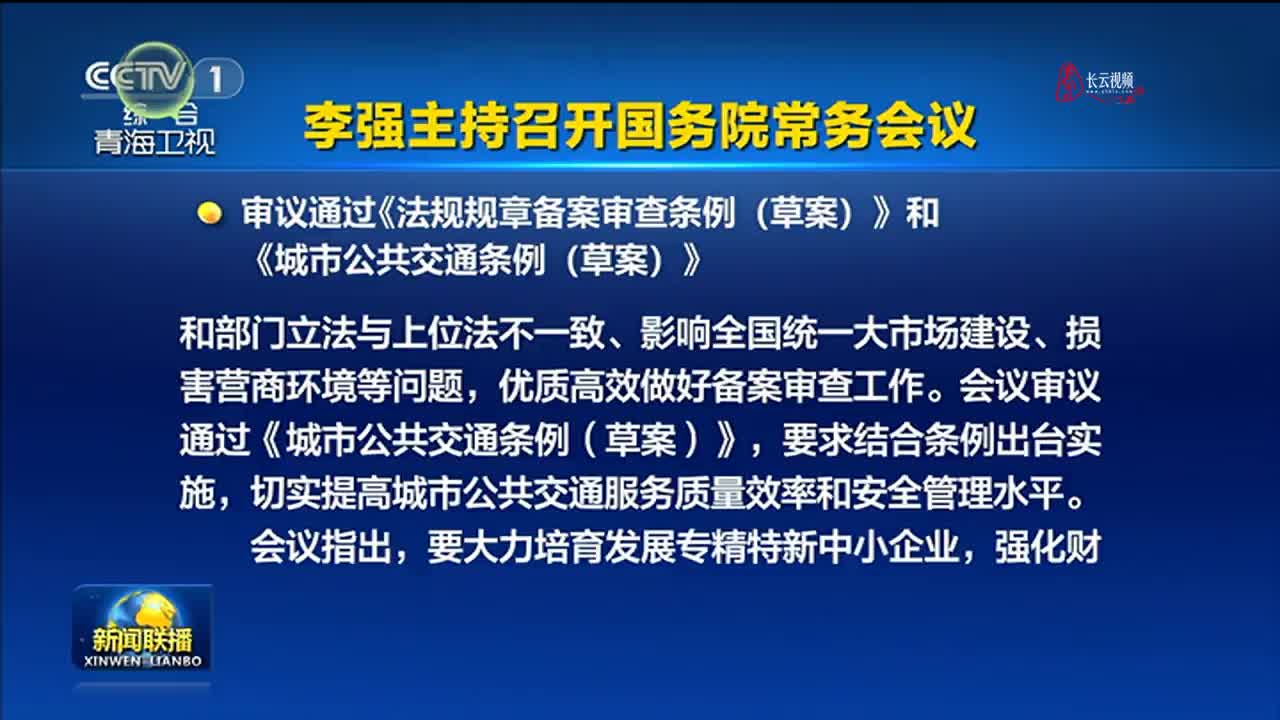 CCTV 1
综合
青海卫视
长云视频
李强主持召开国务院常务会议
审议通过《法规规章备案审查条例（草案）》和
《城市公共交通条例（草案）》
和部门立法与上位法不一致、影响全国统一大市场建设、损
害营商环境等问题，优质高效做好备案审查工作。会议审议
通过《城市公共交通条例（草案）》，要求结合条例出台实
施，切实提高城市公共交通服务质量效率和安全管理水平。
会议指出，要大力培育发展专精特新中小企业，强化财
新闻联播
XINWEN LIANBO